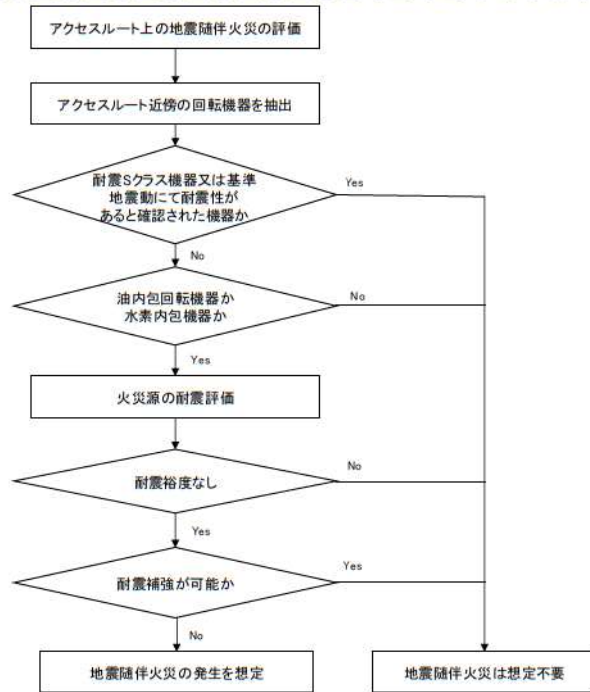 アクセスルート上の地震随伴火災の評価
アクセスルート近傍の回転機器を抽出
耐震Sクラス機器又は基準
地震動にて耐震性が
あると確認された機器か
Yes
No
油内包回転機器か
水素内包機器か
No
Yes
火災源の耐震評価
耐震裕度なし
No
Yes
耐震補強が可能か
Yes
No
地震随伴火災の発生を想定
地震随伴火災は想定不要